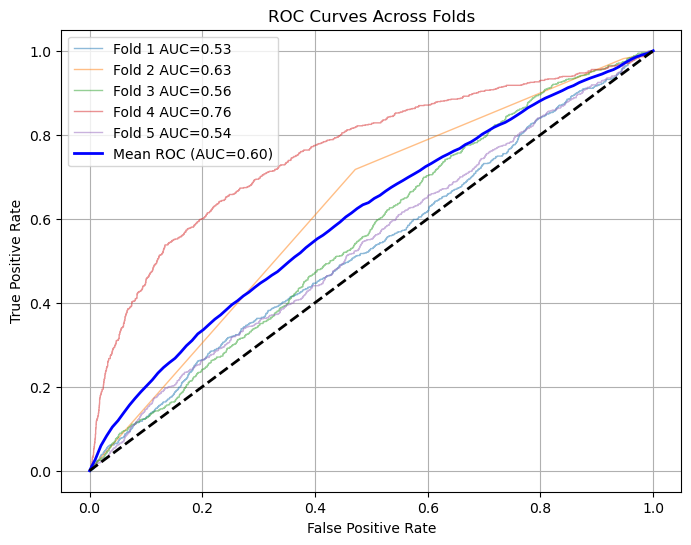 ROC Curves Across Folds
Fold 1 AUC=0.53
Fold 2 AUC=0.63
Fold 3 AUC=0.56
Fold 4 AUC=0.76
Fold 5 AUC=0.54
Mean ROC (AUC=0.60)
True Positive Rate
1.0
0.8
0.6
0.4
0.2
0.0
0.0 0.2 0.4 0.6 0.8 1.0
False Positive Rate